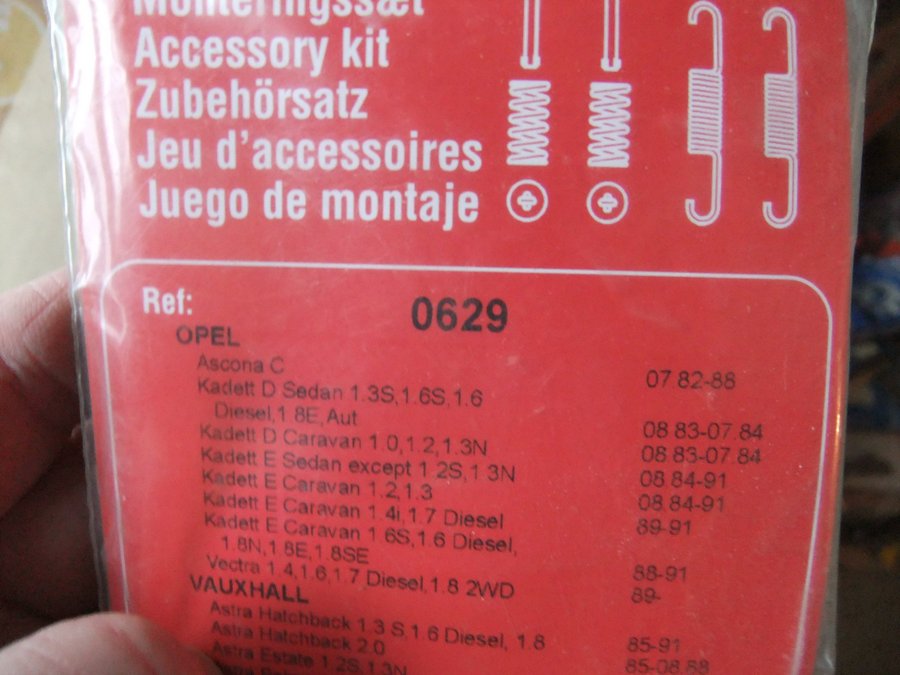 Monteringssæt
Accessory kit
Zubehörsatz
Jeu d'accessoires
Juego de montaje
Ref: 0629
OPEL
Ascona C 07 82-88
Kadett D Sedan 1.3S,1.6S,1.6
Diesel,1 8E,Aut 08 83-07.84
Kadett D Caravan 1 0,1.2,1.3N 08 83-07.84
Kadett E Sedan except 1 2S,1 3N 08 84-91
Kadett E Caravan 1.2,1.3 08 84-91
Kadett E Caravan 1.4i,1.7 Diesel 89-91
Kadett E Caravan 1 6S,1.6 Diesel,
1.8N,1.8E,1.8SE 88-91
Vectra 1 4,1,6,1.7 Diesel,1.8 2WD 89-
VAUXHALL
Astra Hatchback 1.3 S,1 6 Diesel, 1.8 85-91
Astra Hatchback 2.0 85-08.88
Astra Estate 1.2S,1.3N